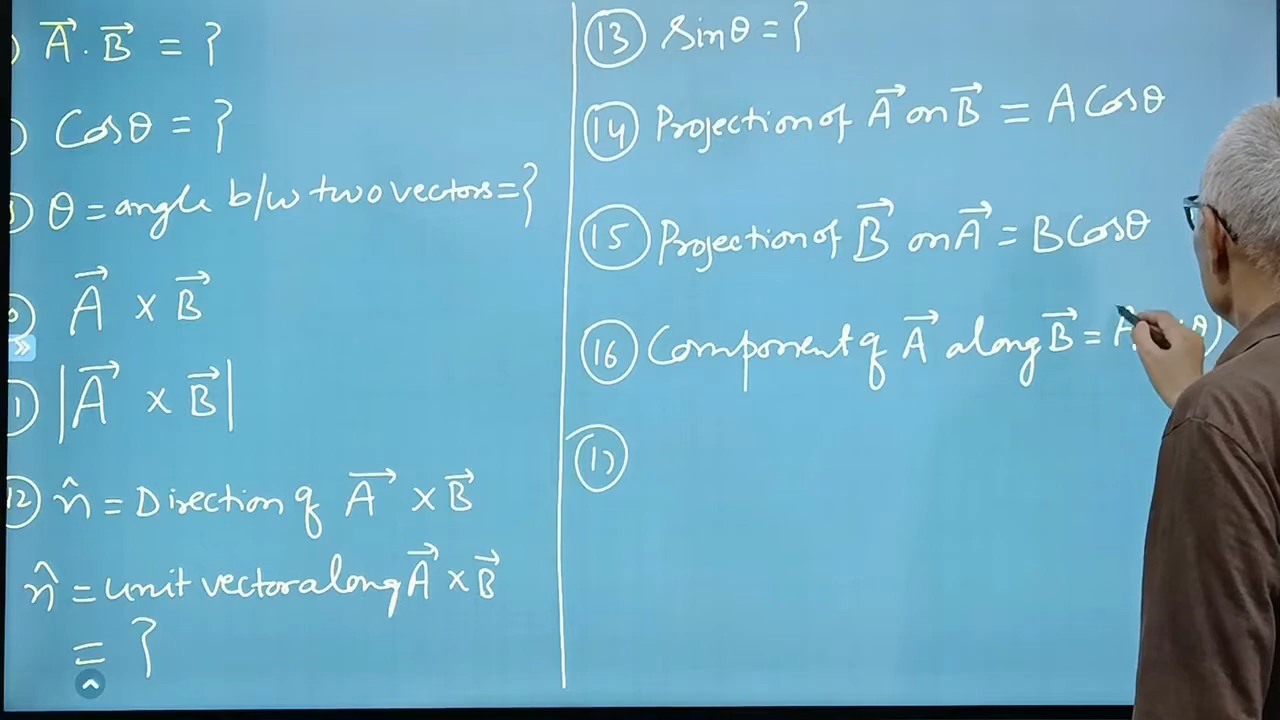 ) A⃗ . B⃗ = ?
) Cosθ = ?
) θ = angle b/w two vectors = ?
A⃗ × B⃗
1) |A⃗ × B⃗|
12) n̂ = Direction of A⃗ × B⃗
n̂ = unit vector along A⃗ × B⃗
= ?
(13) Sinθ = ?
(14) Projection of A⃗ on B⃗ = A Cosθ
(15) Projection of B⃗ on A⃗ = B Cosθ
(16) Component of A⃗ along B⃗ =